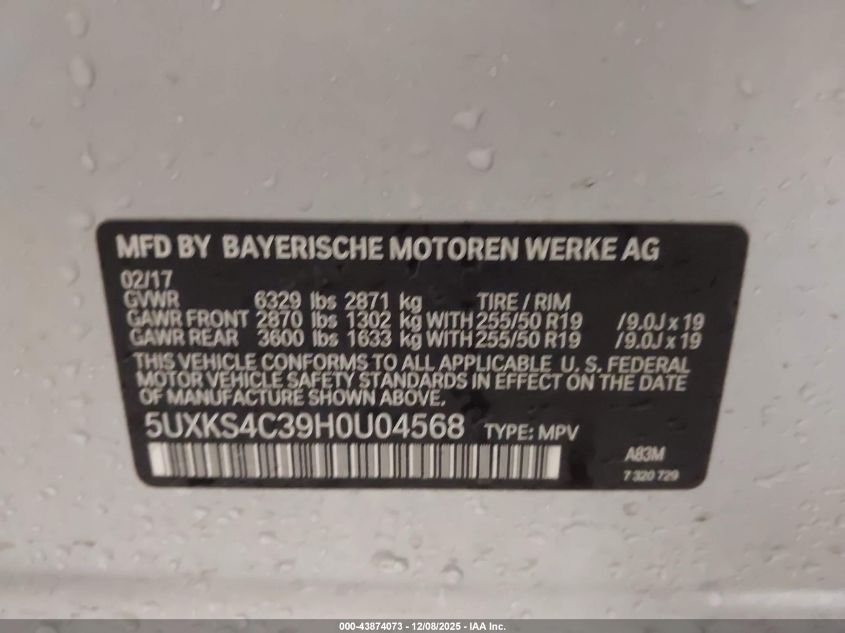 MFD BY BAYERISCHE MOTOREN WERKE AG
02/17
GVWR 6329 lbs 2871 kg TIRE / RIM
GAWR FRONT 2870 lbs 1302 kg WITH 255/50 R19 /9.0J x 19
GAWR REAR 3600 lbs 1633 kg WITH 255/50 R19 /9.0J x 19
THIS VEHICLE CONFORMS TO ALL APPLICABLE U. S. FEDERAL
MOTOR VEHICLE SAFETY STANDARDS IN EFFECT ON THE DATE
OF MANUFACTURE SHOWN ABOVE.
5UXKS4C39H0U04568 TYPE: MPV
A83M
7 320 729
000-43874073 | 12/08/2025 - IAA Inc.